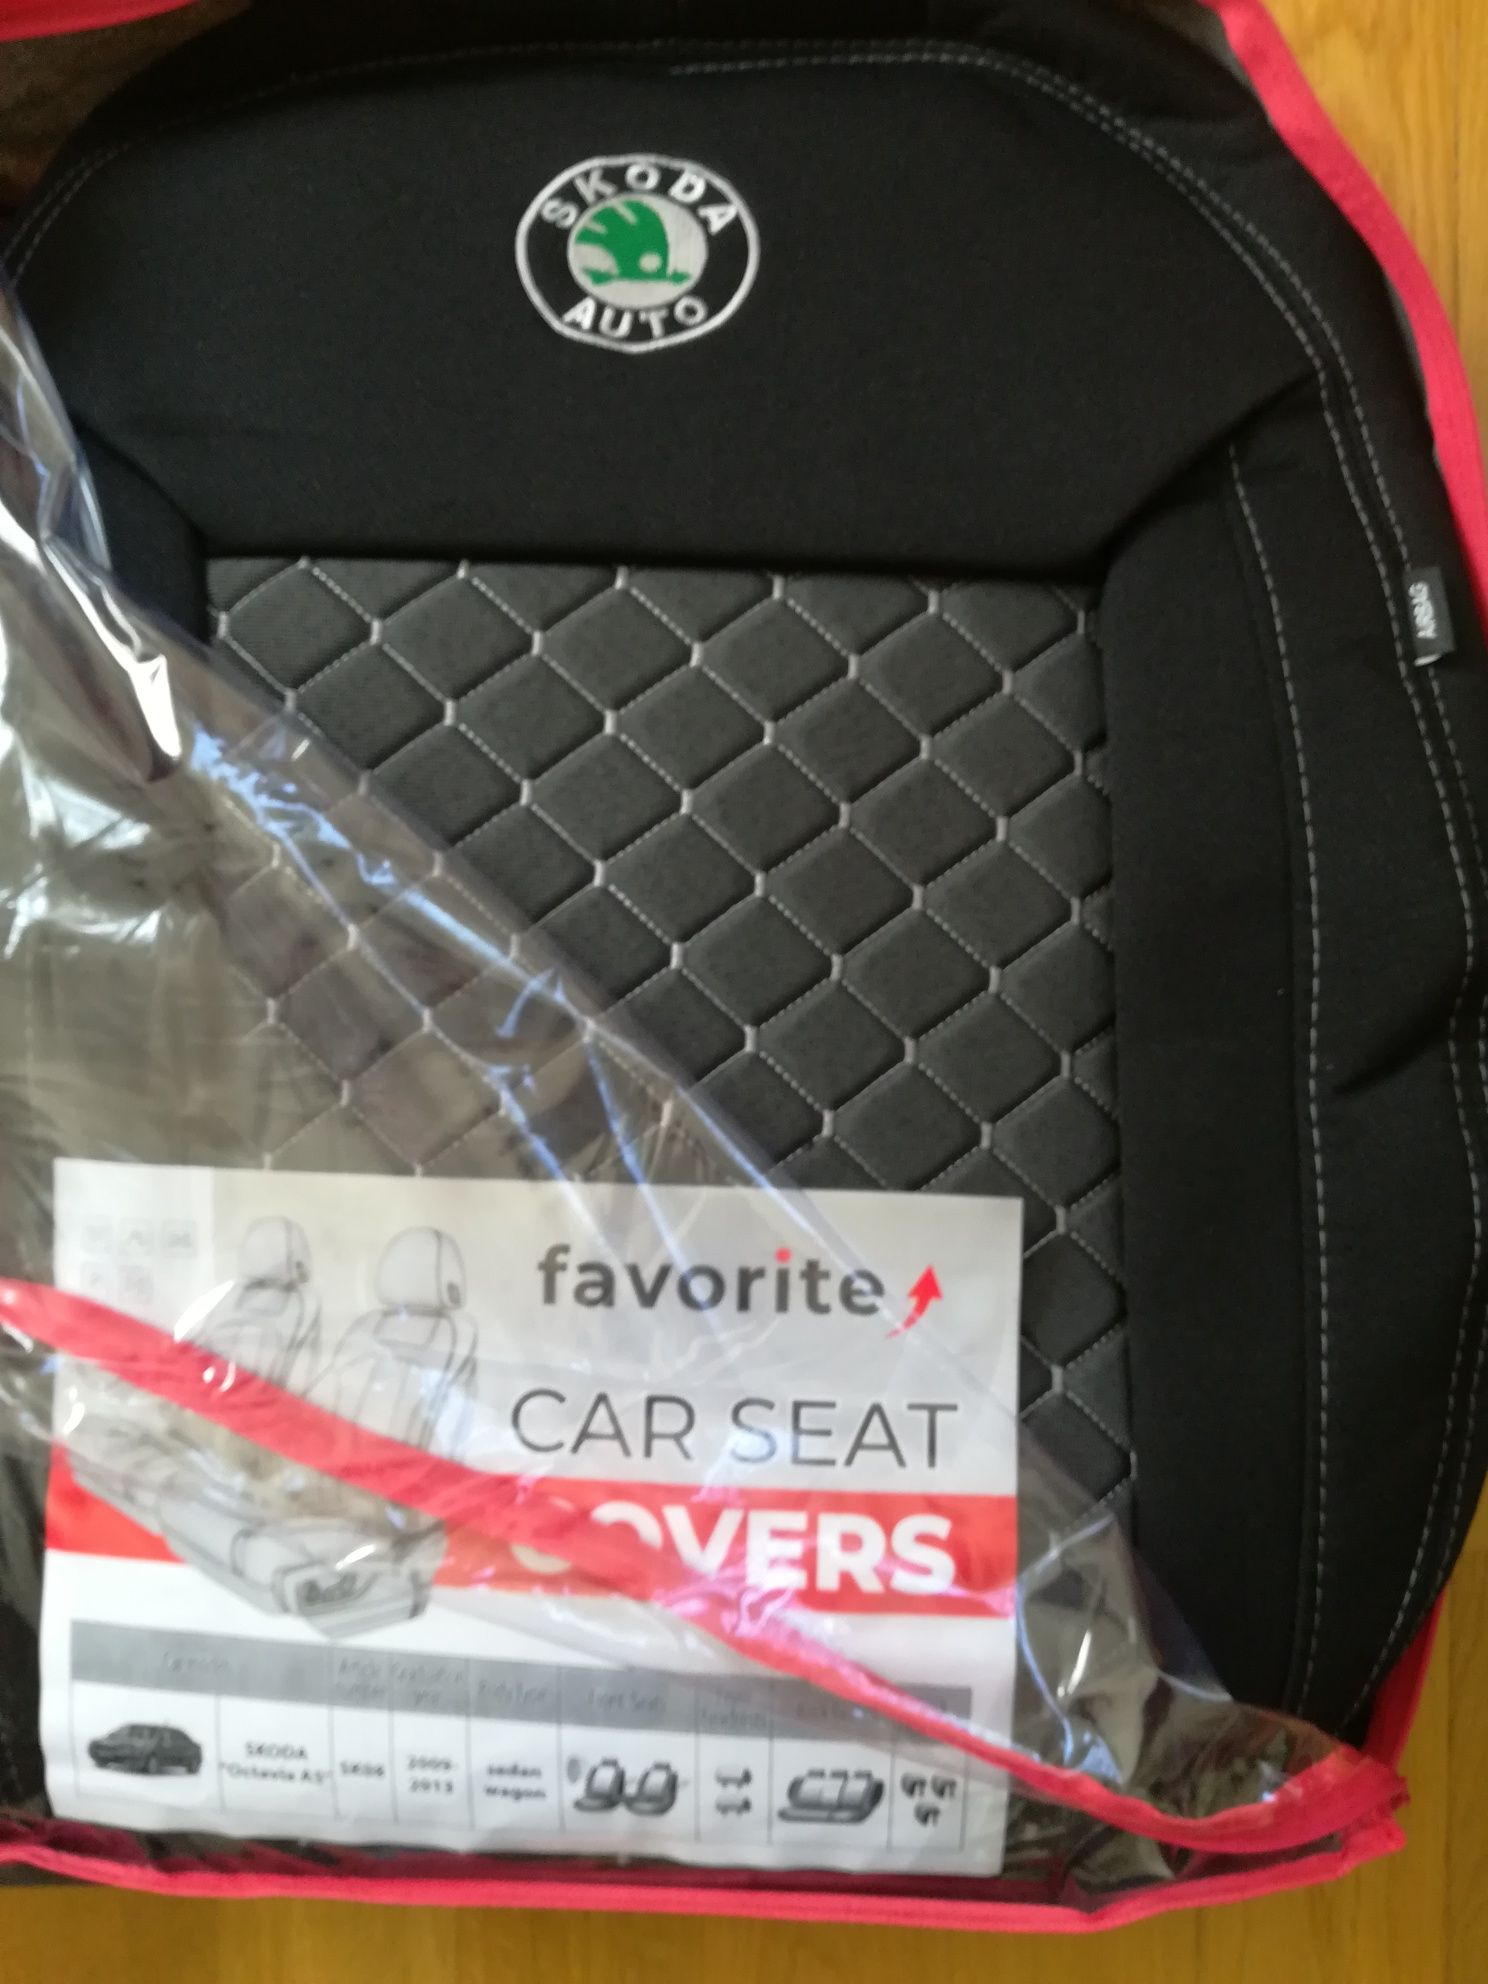 SKODA
AUTO
AIRBAG
favorite
CAR SEAT
COVERS
SKODA
"Octavia A5"
SK06
2009-
2013
sedan
wagon